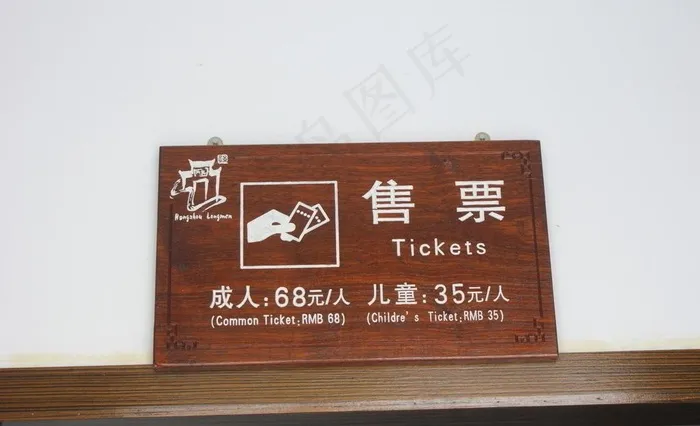 Hangzhou Longmen
售票
Tickets
成人:68元/人 儿童:35元/人
(Common Ticket:RMB 68) (Childre's Ticket:RMB 35)